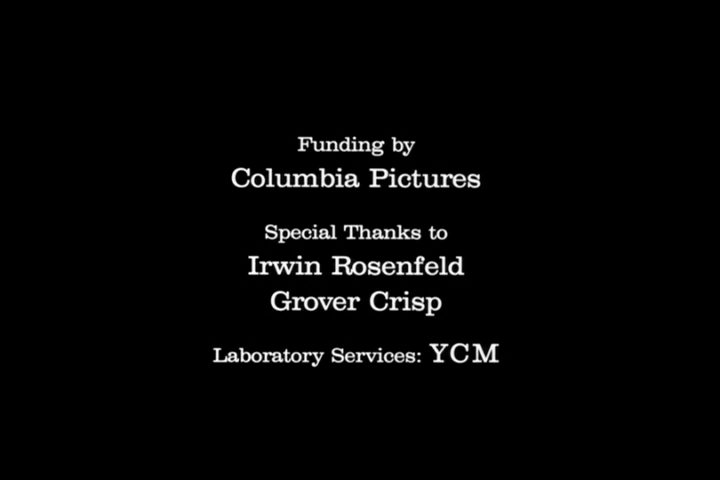 Funding by
Columbia Pictures
Special Thanks to
Irwin Rosenfeld
Grover Crisp
Laboratory Services: YCM